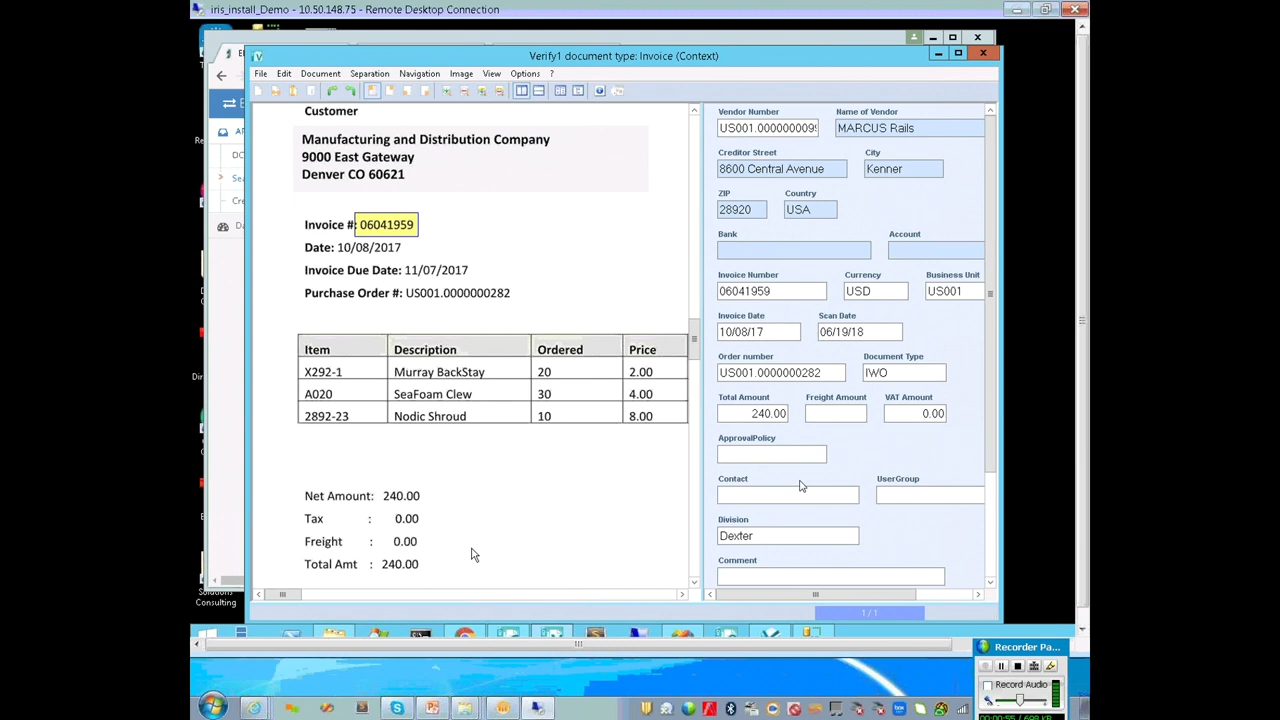 iris_install_Demo - 10.50.148.75 - Remote Desktop Connection
Verify1 document type: Invoice (Context)
File Edit Document Separation Navigation Image View Options ?
Customer
Manufacturing and Distribution Company
9000 East Gateway
Denver CO 60621
Invoice #: 06041959
Date: 10/08/2017
Invoice Due Date: 11/07/2017
Purchase Order #: US001.0000000282
Item Description Ordered Price
X292-1 Murray BackStay 20 2.00
A020 SeaFoam Clew 30 4.00
2892-23 Nodic Shroud 10 8.00
Net Amount: 240.00
Tax : 0.00
Freight : 0.00
Total Amt : 240.00
Vendor Number Name of Vendor
US001.000000009 MARCUS Rails
Creditor Street City
8600 Central Avenue Kenner
ZIP Country
28920 USA
Bank Account
Invoice Number Currency Business Unit
06041959 USD US001
Invoice Date Scan Date
10/08/17 06/19/18
Order number Document Type
US001.0000000282 IWO
Total Amount Freight Amount VAT Amount
240.00 0.00
ApprovalPolicy
Contact UserGroup
Division
Dexter
Comment
1 / 1
Solutions
Consulting
Recorder Pa...
Record Audio